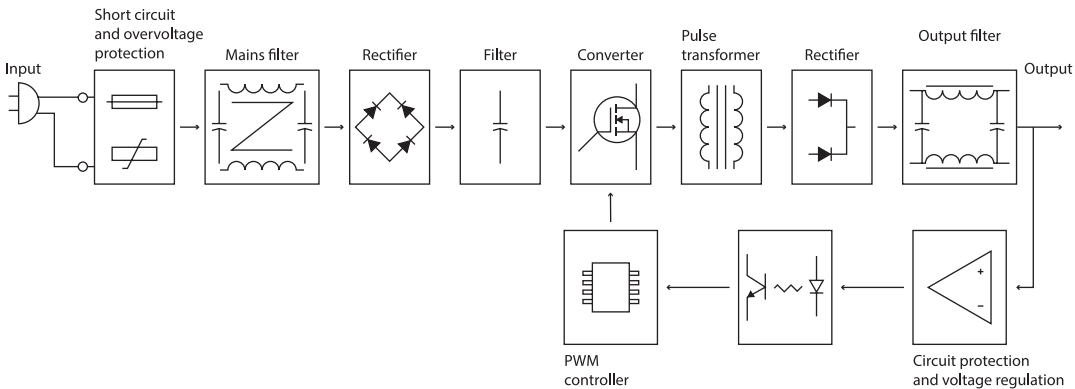 Short circuit
and overvoltage
protection
Input
Mains filter
Rectifier
Filter
Converter
Pulse
transformer
Rectifier
Output filter
Output
+
−
PWM
controller
Circuit protection
and voltage regulation